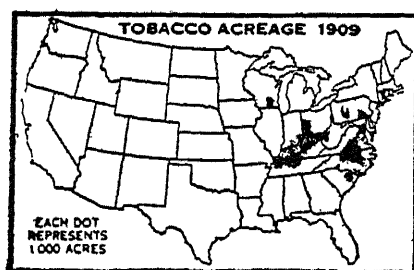 TOBACCO ACREAGE 1909
EACH DOT
REPRESENTS
1000 ACRES